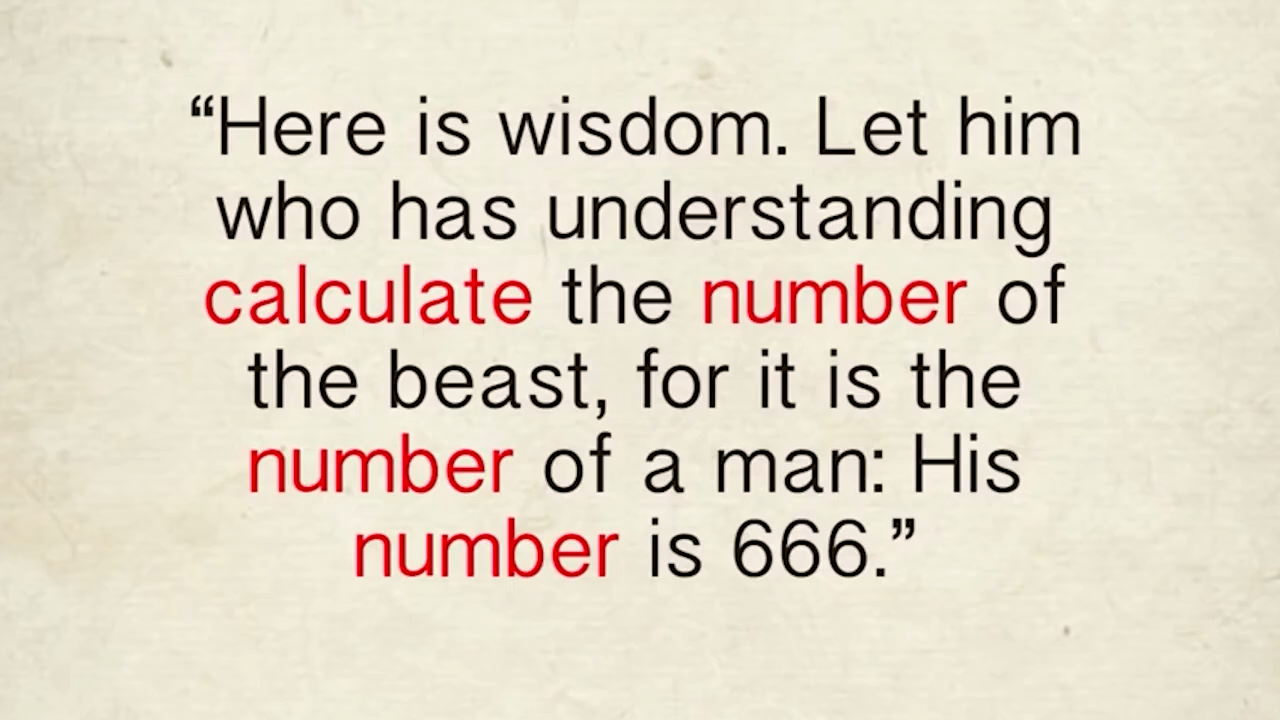 “Here is wisdom. Let him
who has understanding
calculate the number of
the beast, for it is the
number of a man: His
number is 666.”